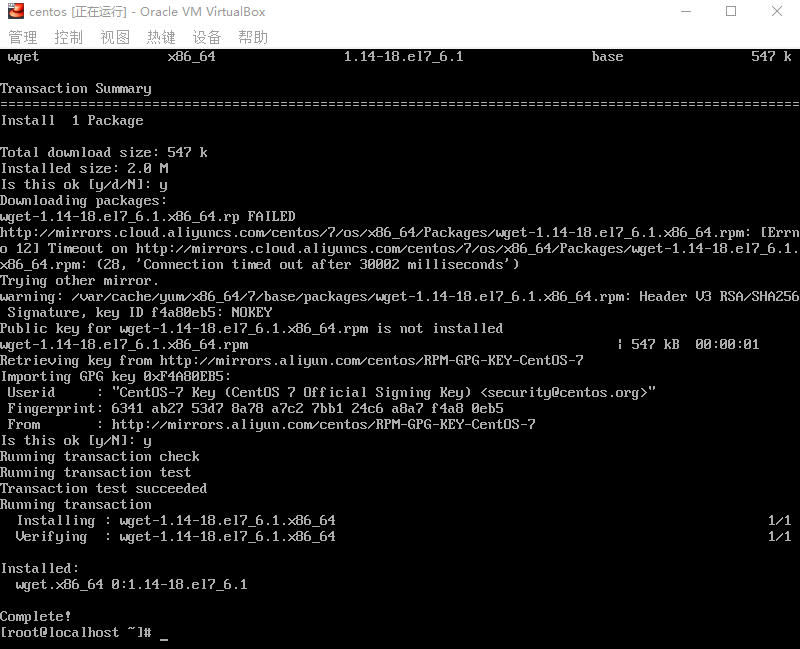 centos [正在运行] - Oracle VM VirtualBox
管理 控制 视图 热键 设备 帮助
wget x86_64 1.14-18.el7_6.1 base 547 k
Transaction Summary
================================================================================
Install  1 Package
Total download size: 547 k
Installed size: 2.0 M
Is this ok [y/d/N]: y
Downloading packages:
wget-1.14-18.el7_6.1.x86_64.rp FAILED
http://mirrors.cloud.aliyuncs.com/centos/7/os/x86_64/Packages/wget-1.14-18.el7_6.1.x86_64.rpm: [Errn
o 12] Timeout on http://mirrors.cloud.aliyuncs.com/centos/7/os/x86_64/Packages/wget-1.14-18.el7_6.1.
x86_64.rpm: (28, 'Connection timed out after 30002 milliseconds')
Trying other mirror.
warning: /var/cache/yum/x86_64/7/base/packages/wget-1.14-18.el7_6.1.x86_64.rpm: Header V3 RSA/SHA256
Signature, key ID f4a80eb5: NOKEY
Public key for wget-1.14-18.el7_6.1.x86_64.rpm is not installed
wget-1.14-18.el7_6.1.x86_64.rpm | 547 kB  00:00:01
Retrieving key from http://mirrors.aliyun.com/centos/RPM-GPG-KEY-CentOS-7
Importing GPG key 0xF4A80EB5:
Userid     : "CentOS-7 Key (CentOS 7 Official Signing Key) <security@centos.org>"
Fingerprint: 6341 ab27 53d7 8a78 a7c2 7bb1 24c6 a8a7 f4a8 0eb5
From       : http://mirrors.aliyun.com/centos/RPM-GPG-KEY-CentOS-7
Is this ok [y/N]: y
Running transaction check
Running transaction test
Transaction test succeeded
Running transaction
Installing : wget-1.14-18.el7_6.1.x86_64 1/1
Verifying  : wget-1.14-18.el7_6.1.x86_64 1/1
Installed:
wget.x86_64 0:1.14-18.el7_6.1
Complete!
[root@localhost ~]# _